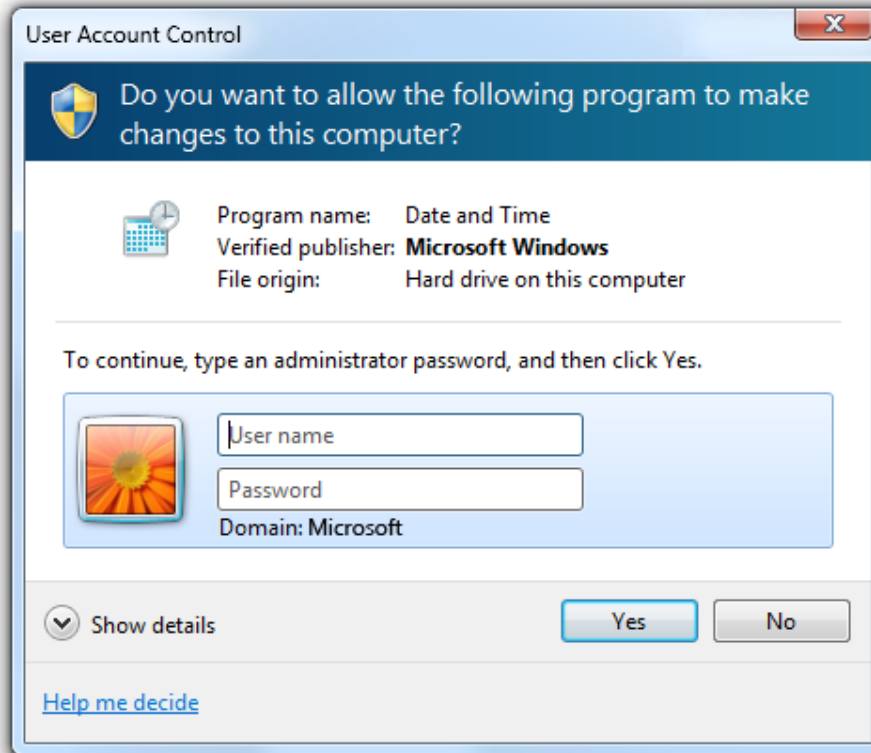 User Account Control
Do you want to allow the following program to make
changes to this computer?
Program name: Date and Time
Verified publisher: Microsoft Windows
File origin: Hard drive on this computer
To continue, type an administrator password, and then click Yes.
User name
Password
Domain: Microsoft
Show details
Yes
No
Help me decide